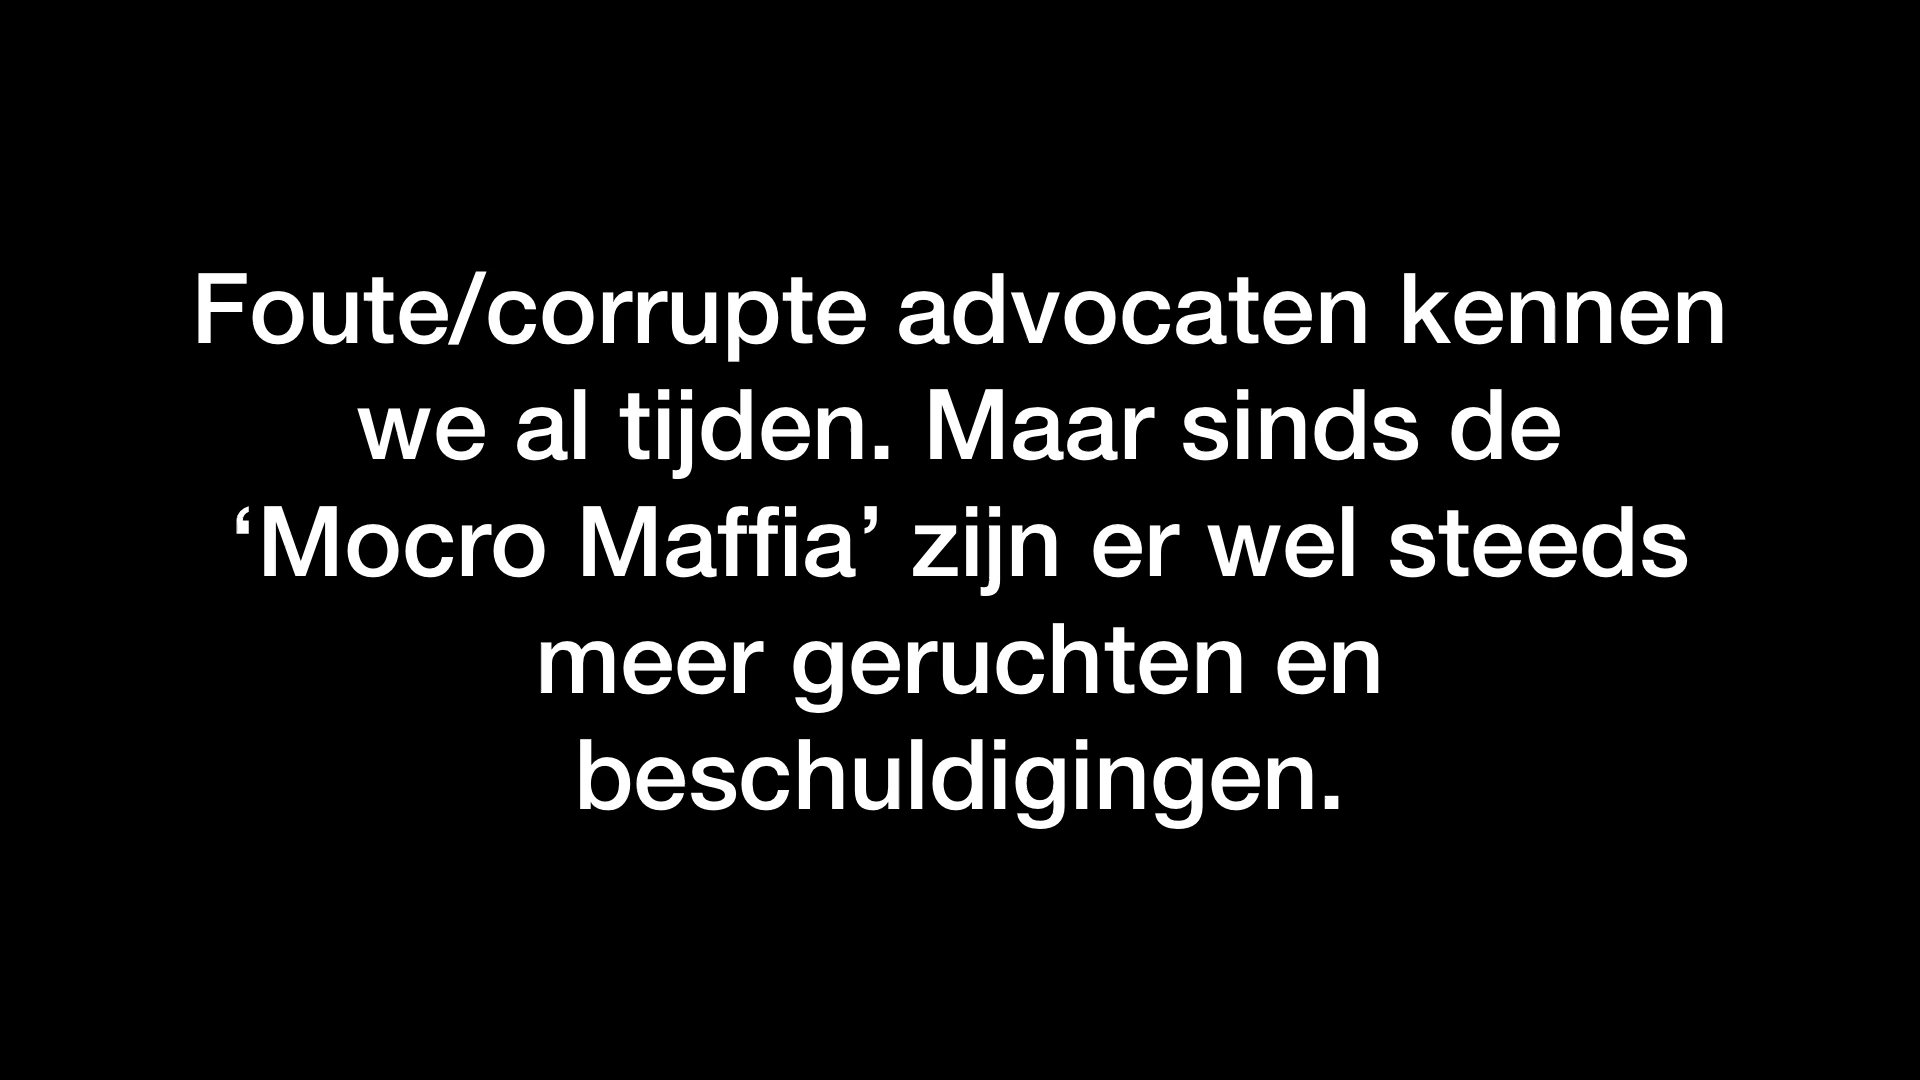 Foute/corrupte advocaten kennen
we al tijden. Maar sinds de
‘Mocro Maffia’ zijn er wel steeds
meer geruchten en
beschuldigingen.